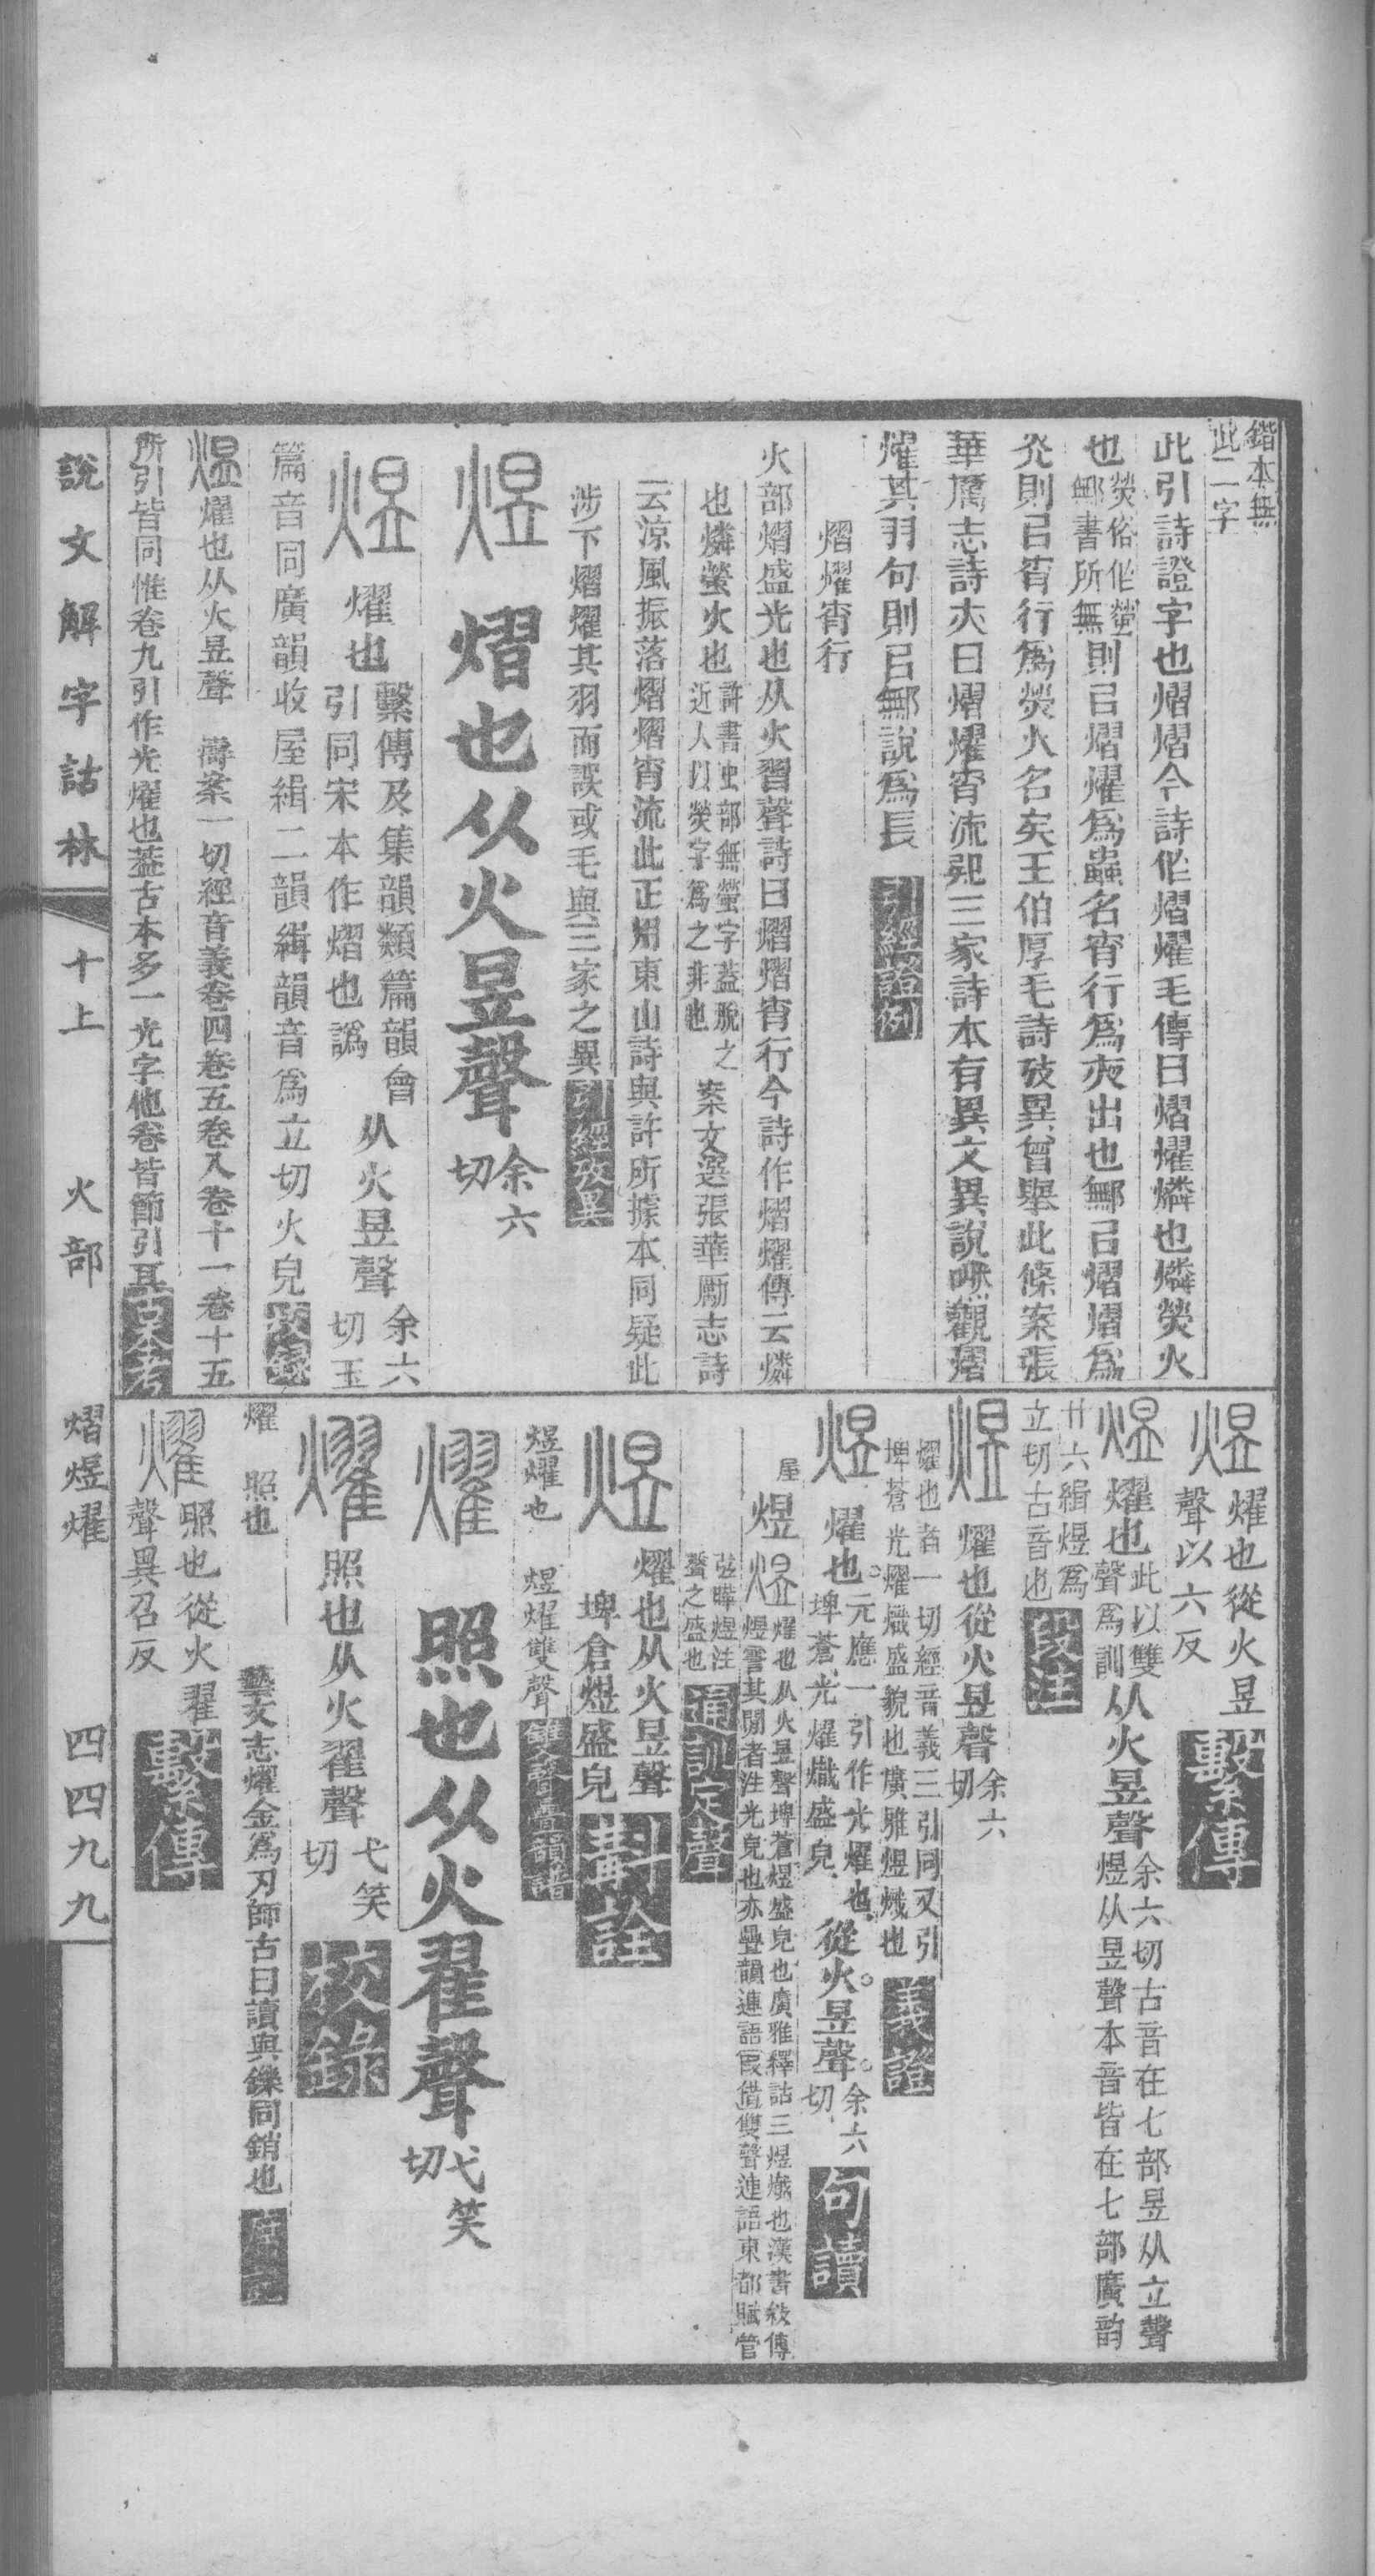 鍇本無
此二字
此引詩證字也熠熠今詩作熠燿毛傳曰熠燿燐也燐熒火
也熒俗作螢鄦書所無則㠯熠燿爲蟲名宵行爲夾出也鄦㠯熠熠爲
炗則㠯宵行爲熒火名矣王伯厚毛詩攷異曾舉此條案張
華厲志詩亦曰熠燿宵流是三家詩本有異文異說嘫觀熠
燿其羽句則㠯鄦說爲長 引經證例
熠燿宵行
火部熠盛光也从火習聲詩曰熠熠宵行今詩作熠燿傳云燐
也燐螢火也許書虫部無螢字蓋脫之近人以熒字爲之非也案文選張華勵志詩
云涼風振落熠熠宵流此正用東山詩與許所據本同疑此
涉下熠燿其羽而誤或毛與三家之異 引經攷異
煜 熠也从火昱聲余六切
煜 燿也繫傳及集韻類篇韻會引同宋本作熠也譌 从火昱聲余六切玉
篇音同廣韻收屋緝二韻緝韻音爲立切火皃 校錄
煜燿也从火昱聲 濤案一切經音義卷四卷五卷八卷十一卷十五
所引皆同惟卷九引作光燿也蓋古本多一光字他卷皆節引耳 古本考
煜 燿也從火昱聲以六反 繫傳
煜 燿也此以雙聲爲訓从火昱聲余六切古音在七部昱从立聲煜从昱聲本音皆在七部廣韵
廿六緝煜爲立切古音也 段注
煜 燿也從火昱聲余六切
燿也者一切經音義三引同又引埤蒼光燿熾盛貌也廣雅煜熾也 義證
煜 燿也元應一引作光燿也埤蒼光燿熾盛皃從火昱聲余六切 句讀
屋煜 煜燿也从火昱聲埤蒼煜盛皃也廣雅釋詁三煜熾也漢書敍傳煜霅其閒者注光皃也亦疊韻連語叚借雙聲連語東都賦管
弦曄煜注聲之盛也 通訓定聲
煜 燿也从火昱聲埤倉煜盛皃 斠詮
煜燿也 煜燿雙聲 雙聲疊韻譜
燿 照也从火翟聲弋笑切
燿 照也从火翟聲弋笑切 校錄
燿 照也 藝文志燿金爲刃師古曰讀與鑠同銷也
燿 照也從火翟聲異召反 繫傳
說文解字詁林 十上 火部 熠煜燿 四四九九